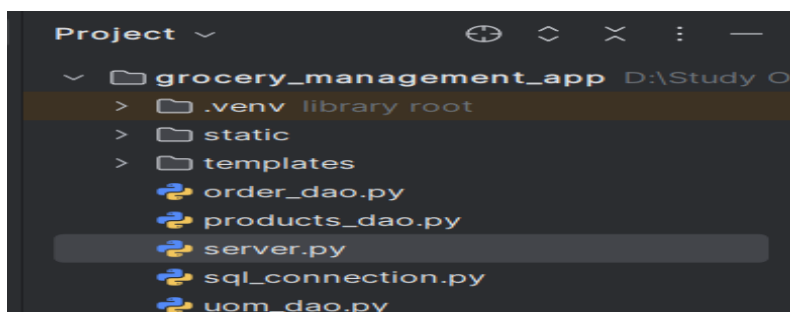 Project
grocery_management_app D:\Study O
.venv library root
static
templates
order_dao.py
products_dao.py
server.py
sql_connection.py
uom_dao.py